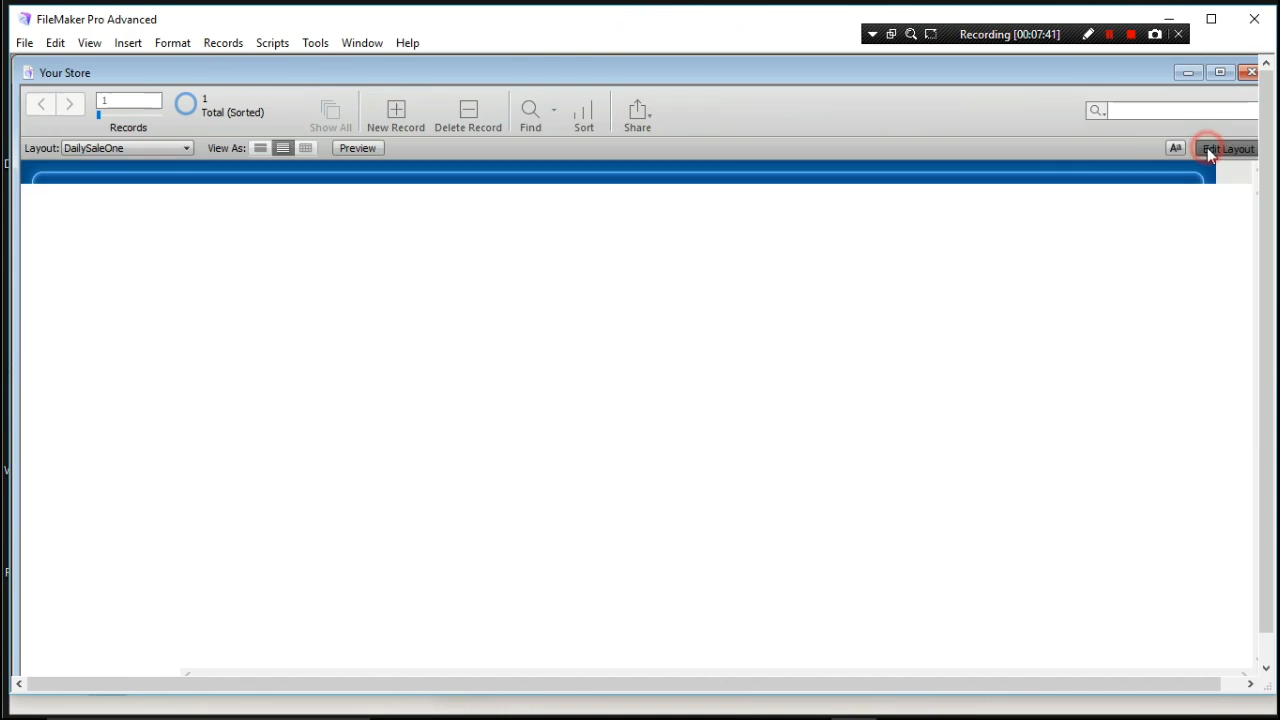 FileMaker Pro Advanced
Recording [00:07:41]
File Edit View Insert Format Records Scripts Tools Window Help
Your Store
1
1
Total (Sorted)
Records
Show All
New Record
Delete Record
Find
Sort
Share
Layout: DailySaleOne
View As:
Preview
Aa
Edit Layout